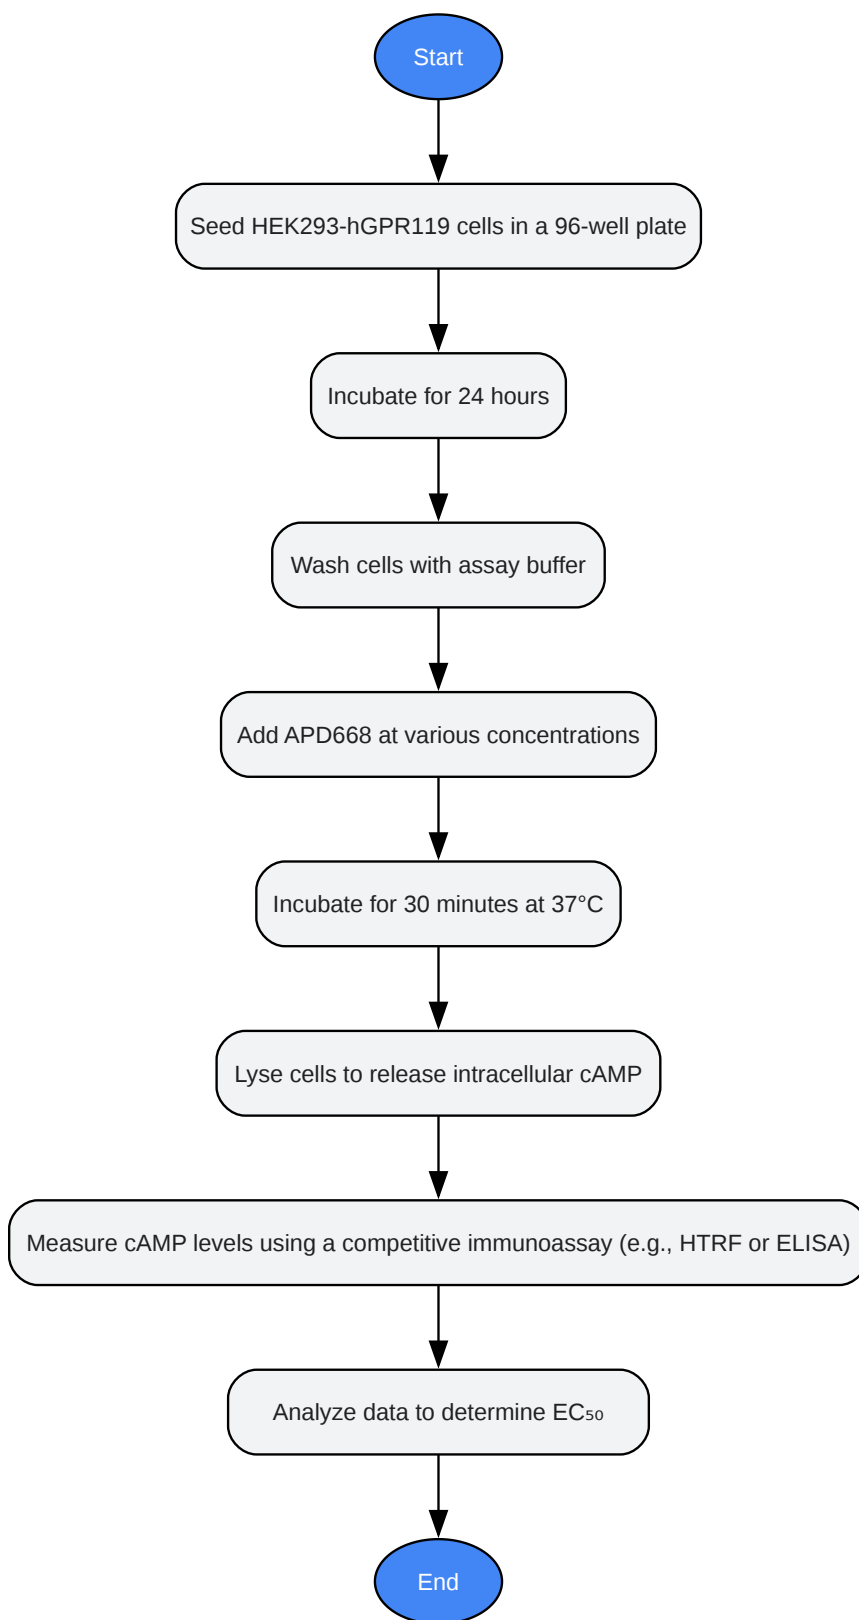 Start
Seed HEK293-hGPR119 cells in a 96-well plate
Incubate for 24 hours
Wash cells with assay buffer
Add APD668 at various concentrations
Incubate for 30 minutes at 37°C
Lyse cells to release intracellular cAMP
Measure cAMP levels using a competitive immunoassay (e.g., HTRF or ELISA)
Analyze data to determine EC₅₀
End